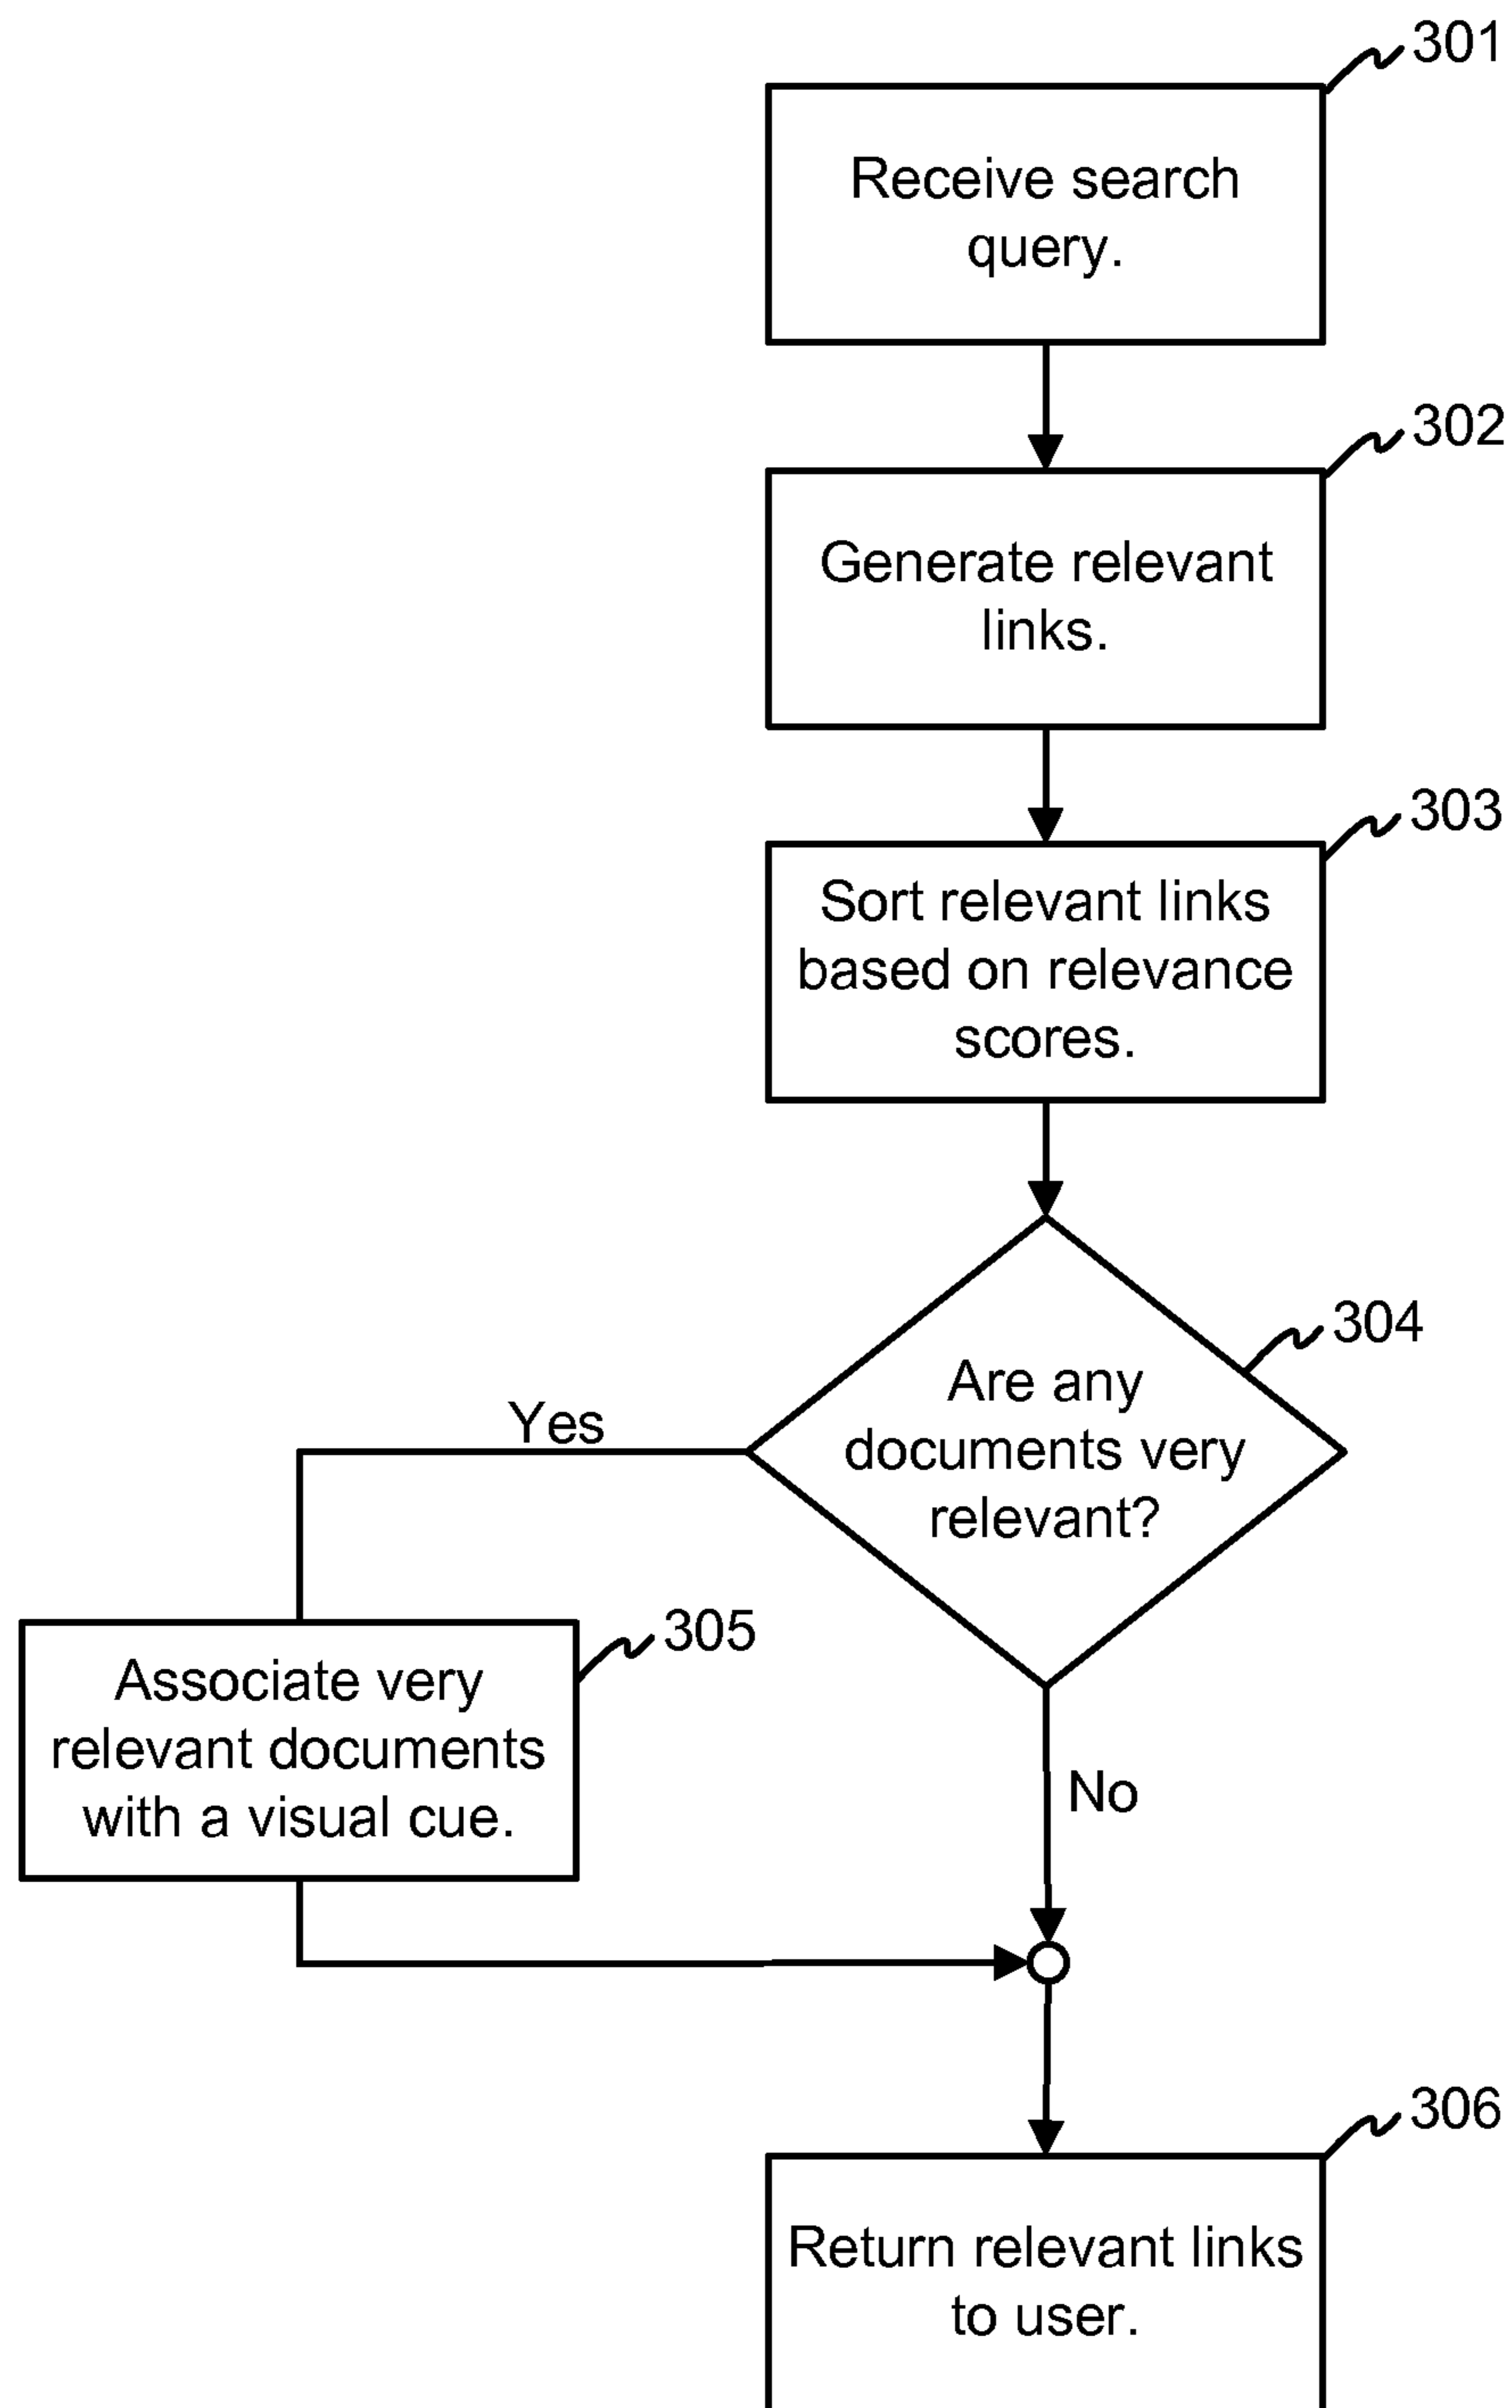 301
Receive search
query.
302
Generate relevant
links.
303
Sort relevant links
based on relevance
scores.
304
Are any
documents very
relevant?
Yes
305
Associate very
relevant documents
with a visual cue.
No
306
Return relevant links
to user.